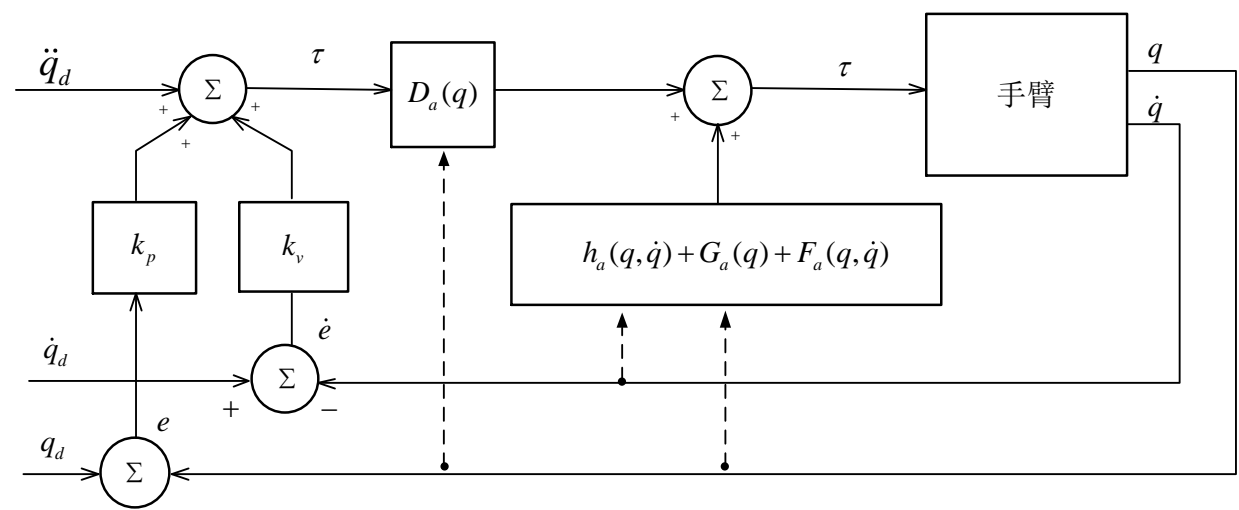 q̈_d
Σ
τ
D_a(q)
Σ
τ
手臂
q
q̇
+
+
+
+
+
k_p
k_v
h_a(q,q̇)+G_a(q)+F_a(q,q̇)
q̇_d
ė
Σ
+
−
q_d
e
Σ